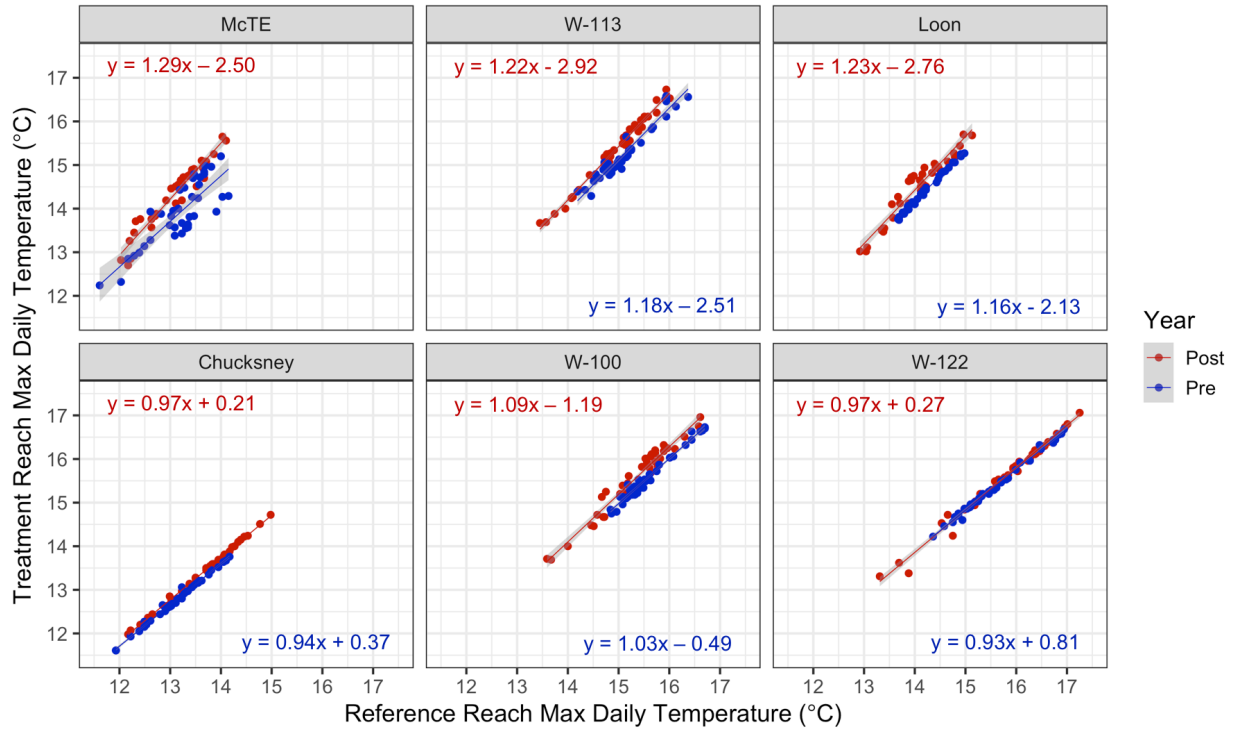 McTE
W-113
Loon
y = 1.29x – 2.50
y = 1.22x - 2.92
y = 1.23x – 2.76
y = 1.18x – 2.51
y = 1.16x - 2.13
17
16
15
14
13
12
Chucksney
W-100
W-122
y = 0.97x + 0.21
y = 1.09x – 1.19
y = 0.97x + 0.27
y = 0.94x + 0.37
y = 1.03x – 0.49
y = 0.93x + 0.81
17
16
15
14
13
12
12 13 14 15 16 17
12 13 14 15 16 17
12 13 14 15 16 17
Reference Reach Max Daily Temperature (°C)
Treatment Reach Max Daily Temperature (°C)
Year
Post
Pre